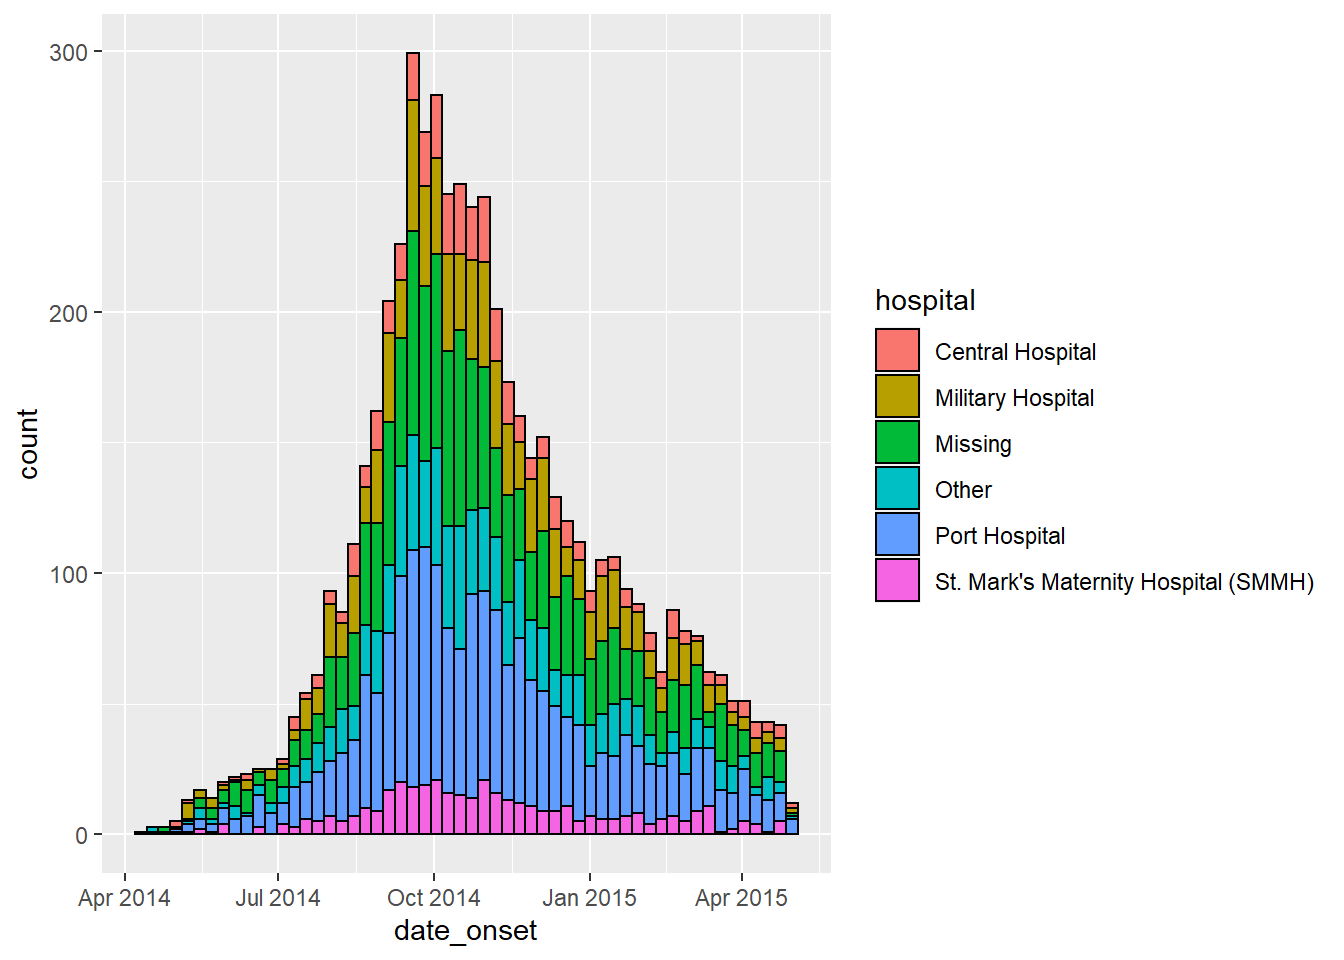 300
200
100
0
count
Apr 2014
Jul 2014
Oct 2014
Jan 2015
Apr 2015
date_onset
hospital
Central Hospital
Military Hospital
Missing
Other
Port Hospital
St. Mark's Maternity Hospital (SMMH)